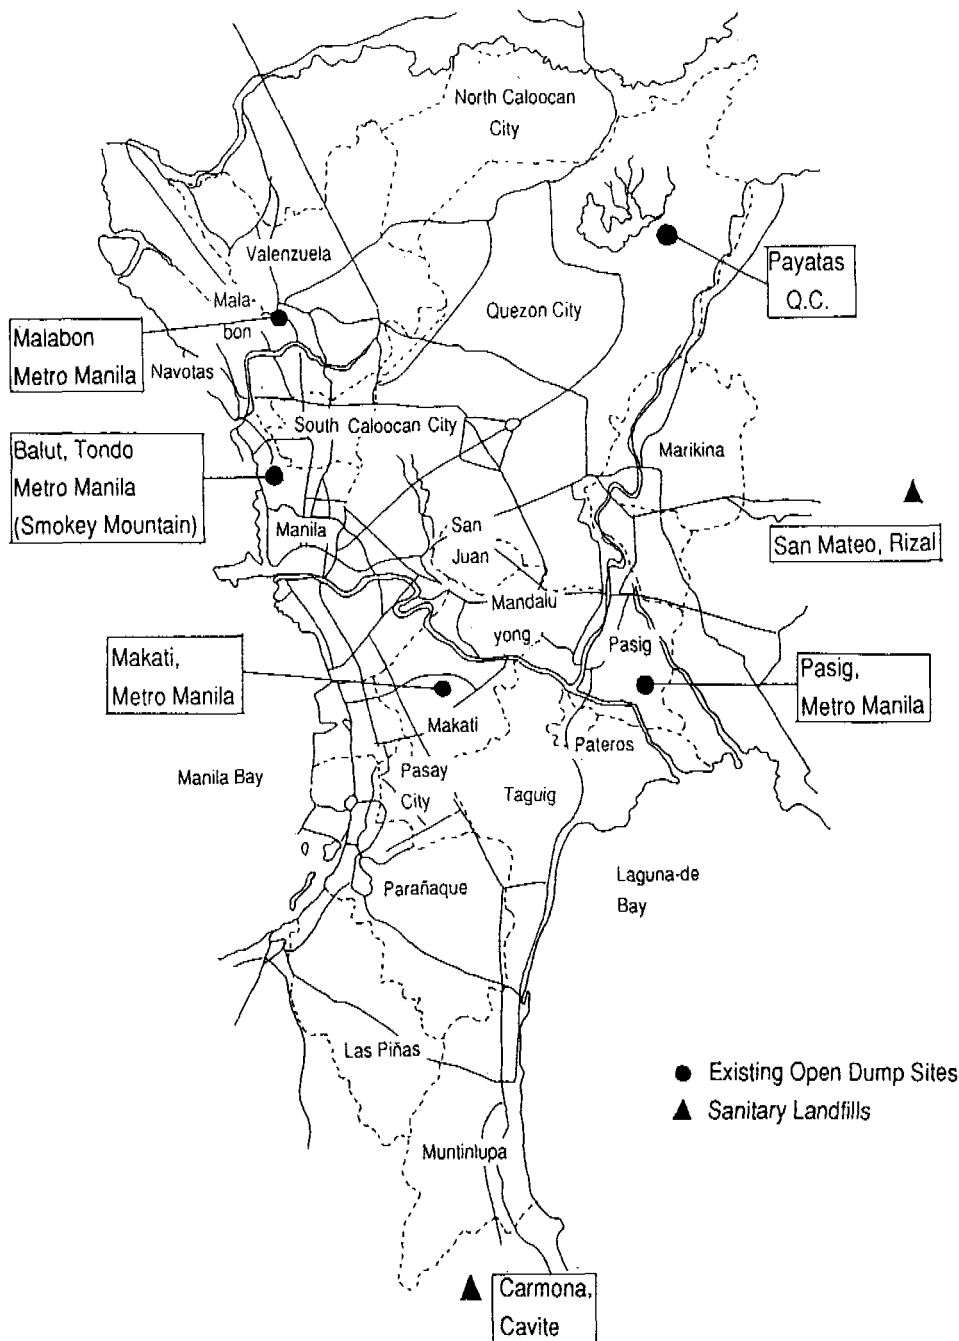 North Caloocan
City
Valenzuela
Payatas
Q.C.
Mala-
bon
Quezon City
Malabon
Metro Manila
Navotas
South Caloocan City
Balut, Tondo
Metro Manila
(Smokey Mountain)
Marikina
Manila
San
Juan
San Mateo, Rizal
Mandalu
yong
Makati,
Metro Manila
Pasig
Pasig,
Metro Manila
Makati
Pateros
Manila Bay
Pasay
City
Taguig
Laguna-de
Bay
Parañaque
Las Piñas
Existing Open Dump Sites
Sanitary Landfills
Muntinlupa
Carmona,
Cavite